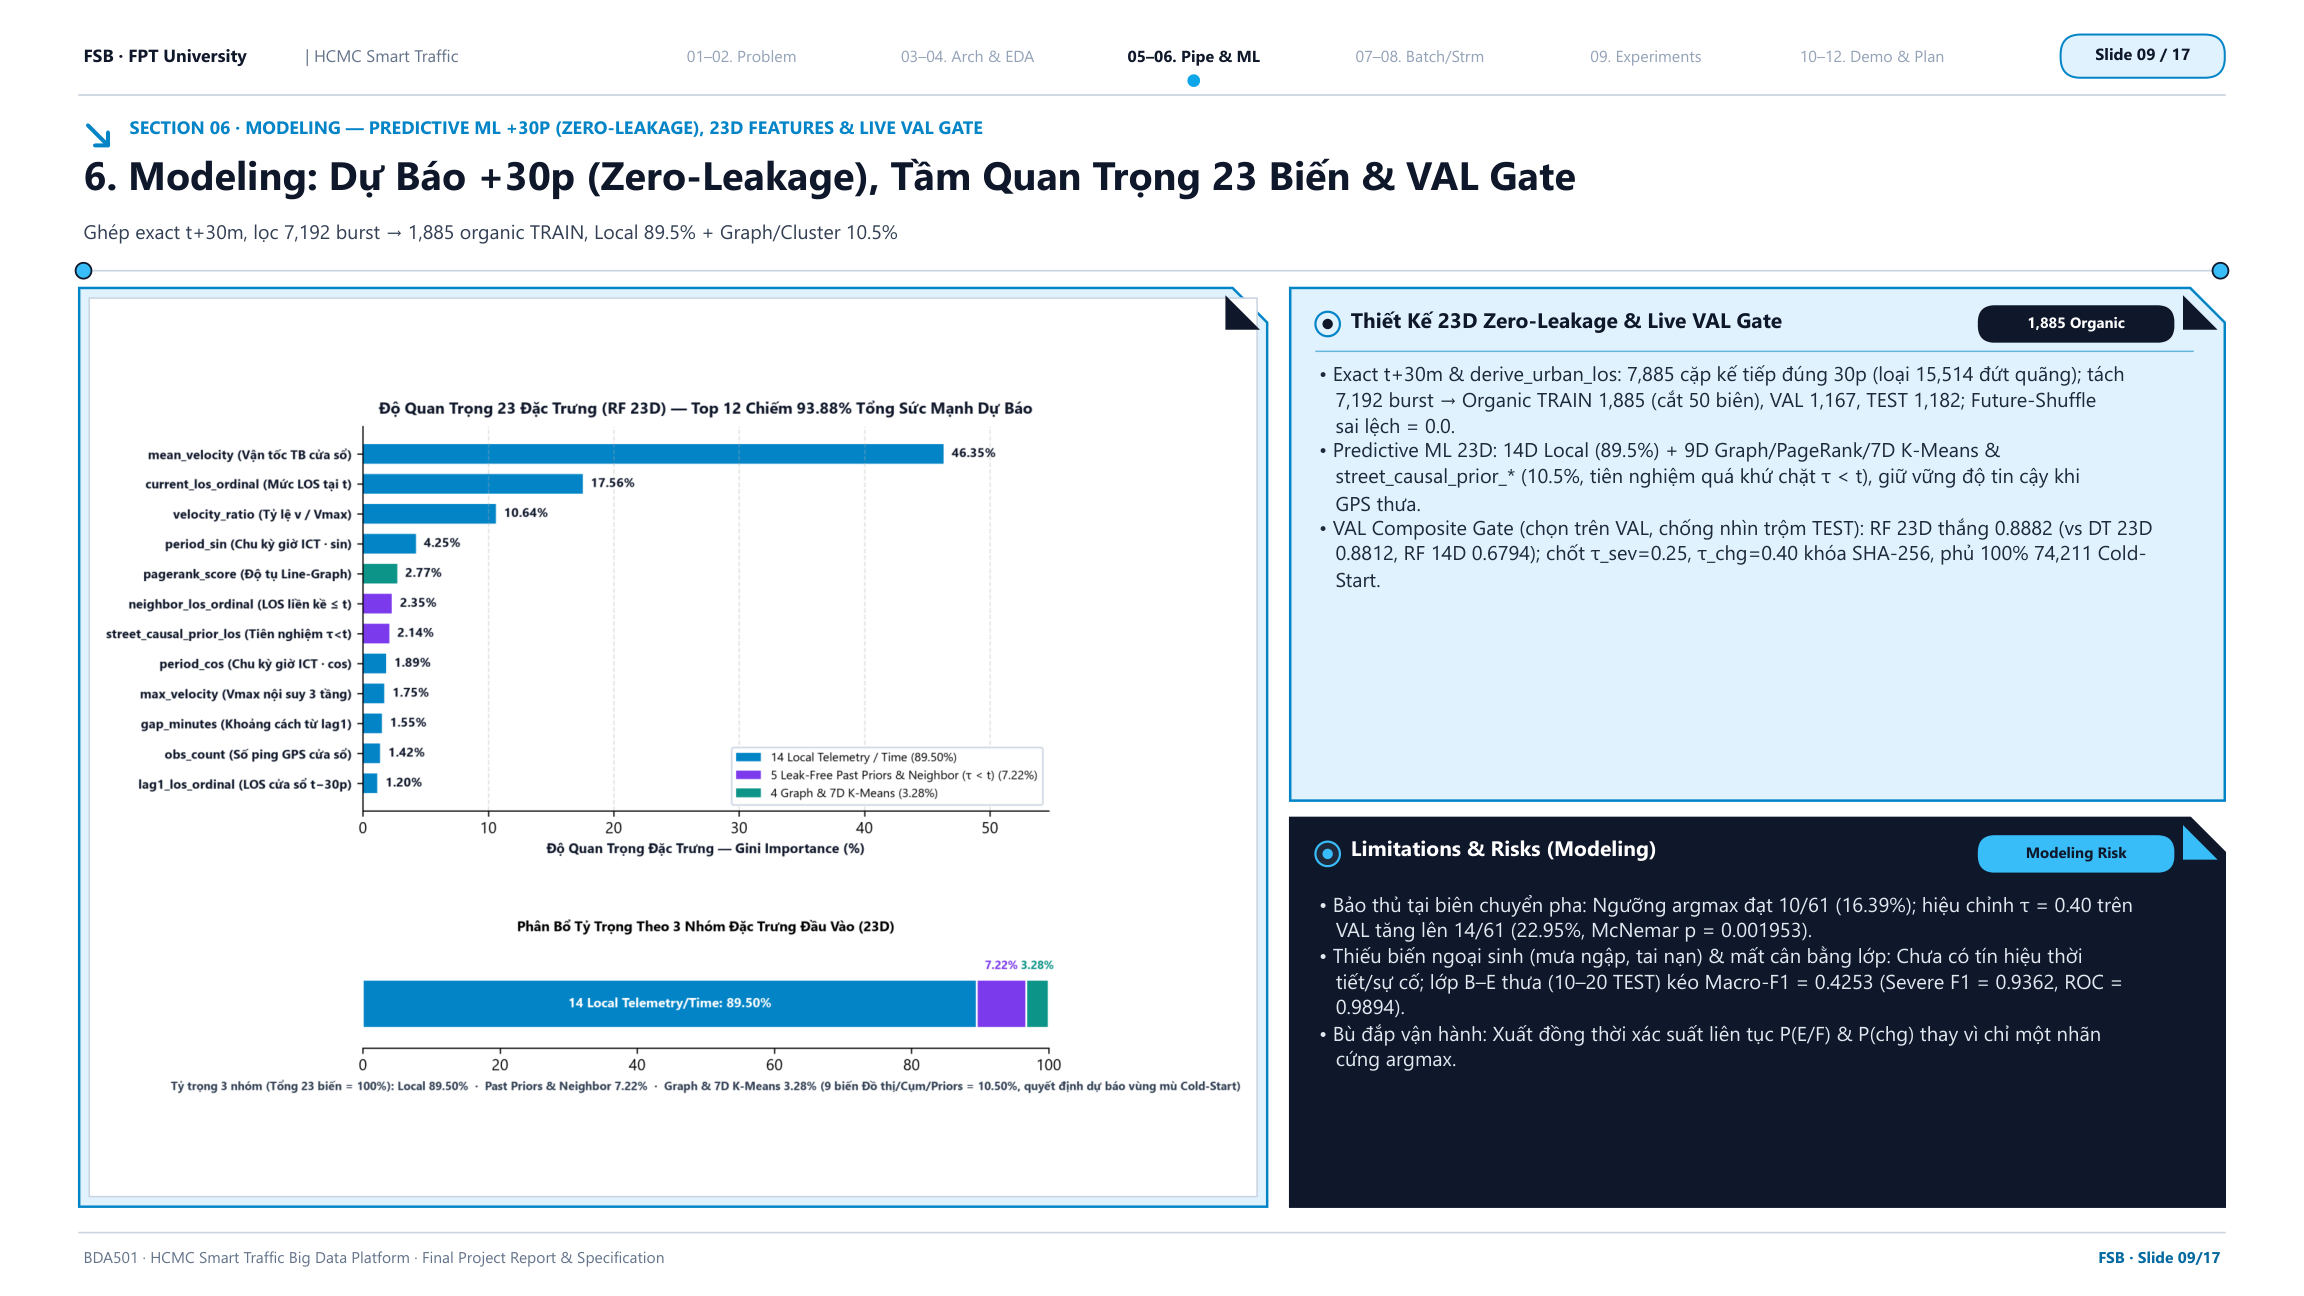 FSB · FPT University | HCMC Smart Traffic 01–02. Problem 03–04. Arch & EDA 05–06. Pipe & ML 07–08. Batch/Strm 09. Experiments 10–12. Demo & Plan Slide 09 / 17
SECTION 06 · MODELING — PREDICTIVE ML +30P (ZERO-LEAKAGE), 23D FEATURES & LIVE VAL GATE
6. Modeling: Dự Báo +30p (Zero-Leakage), Tầm Quan Trọng 23 Biến & VAL Gate
Ghép exact t+30m, lọc 7,192 burst → 1,885 organic TRAIN, Local 89.5% + Graph/Cluster 10.5%
Độ Quan Trọng 23 Đặc Trưng (RF 23D) — Top 12 Chiếm 93.88% Tổng Sức Mạnh Dự Báo
mean_velocity (Vận tốc TB cửa sổ) 46.35%
current_los_ordinal (Mức LOS tại t) 17.56%
velocity_ratio (Tỷ lệ v / Vmax) 10.64%
period_sin (Chu kỳ giờ ICT · sin) 4.25%
pagerank_score (Độ tụ Line-Graph) 2.77%
neighbor_los_ordinal (LOS liền kề ≤ t) 2.35%
street_causal_prior_los (Tiên nghiệm τ<t) 2.14%
period_cos (Chu kỳ giờ ICT · cos) 1.89%
max_velocity (Vmax nội suy 3 tầng) 1.75%
gap_minutes (Khoảng cách từ lag1) 1.55%
obs_count (Số ping GPS cửa sổ) 1.42%
lag1_los_ordinal (LOS cửa sổ t−30p) 1.20%
14 Local Telemetry / Time (89.50%)
5 Leak-Free Past Priors & Neighbor (τ < t) (7.22%)
4 Graph & 7D K-Means (3.28%)
0 10 20 30 40 50
Độ Quan Trọng Đặc Trưng — Gini Importance (%)
Phân Bổ Tỷ Trọng Theo 3 Nhóm Đặc Trưng Đầu Vào (23D)
7.22% 3.28%
14 Local Telemetry/Time: 89.50%
0 20 40 60 80 100
Tỷ trọng 3 nhóm (Tổng 23 biến = 100%): Local 89.50% · Past Priors & Neighbor 7.22% · Graph & 7D K-Means 3.28% (9 biến Đồ thị/Cụm/Priors = 10.50%, quyết định dự báo vùng mù Cold-Start)
Thiết Kế 23D Zero-Leakage & Live VAL Gate 1,885 Organic
• Exact t+30m & derive_urban_los: 7,885 cặp kế tiếp đúng 30p (loại 15,514 đứt quãng); tách
7,192 burst → Organic TRAIN 1,885 (cắt 50 biên), VAL 1,167, TEST 1,182; Future-Shuffle
sai lệch = 0.0.
• Predictive ML 23D: 14D Local (89.5%) + 9D Graph/PageRank/7D K-Means &
street_causal_prior_* (10.5%, tiên nghiệm quá khứ chặt τ < t), giữ vững độ tin cậy khi
GPS thưa.
• VAL Composite Gate (chọn trên VAL, chống nhìn trộm TEST): RF 23D thắng 0.8882 (vs DT 23D
0.8812, RF 14D 0.6794); chốt τ_sev=0.25, τ_chg=0.40 khóa SHA-256, phủ 100% 74,211 Cold-
Start.
Limitations & Risks (Modeling) Modeling Risk
• Bảo thủ tại biên chuyển pha: Ngưỡng argmax đạt 10/61 (16.39%); hiệu chỉnh τ = 0.40 trên
VAL tăng lên 14/61 (22.95%, McNemar p = 0.001953).
• Thiếu biến ngoại sinh (mưa ngập, tai nạn) & mất cân bằng lớp: Chưa có tín hiệu thời
tiết/sự cố; lớp B–E thưa (10–20 TEST) kéo Macro-F1 = 0.4253 (Severe F1 = 0.9362, ROC =
0.9894).
• Bù đắp vận hành: Xuất đồng thời xác suất liên tục P(E/F) & P(chg) thay vì chỉ một nhãn
cứng argmax.
BDA501 · HCMC Smart Traffic Big Data Platform · Final Project Report & Specification FSB · Slide 09/17